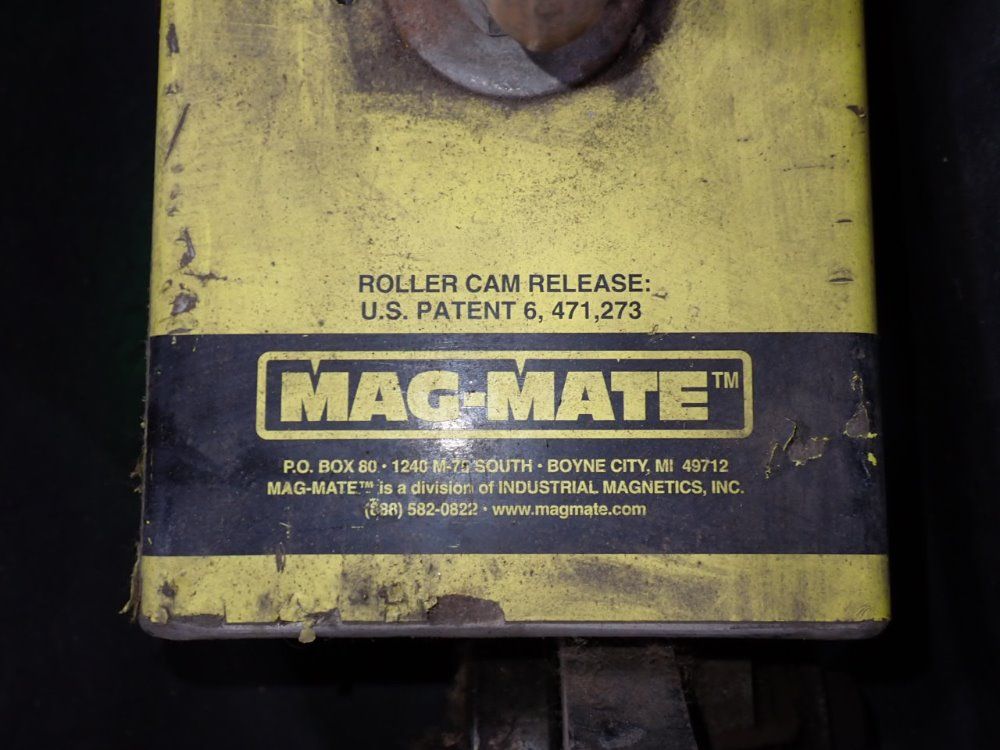 ROLLER CAM RELEASE:
U.S. PATENT 6, 471,273
MAG-MATE™
P.O. BOX 80 • 1240 M-75 SOUTH • BOYNE CITY, MI 49712
MAG-MATE™ is a division of INDUSTRIAL MAGNETICS, INC.
(888) 582-0822 • www.magmate.com